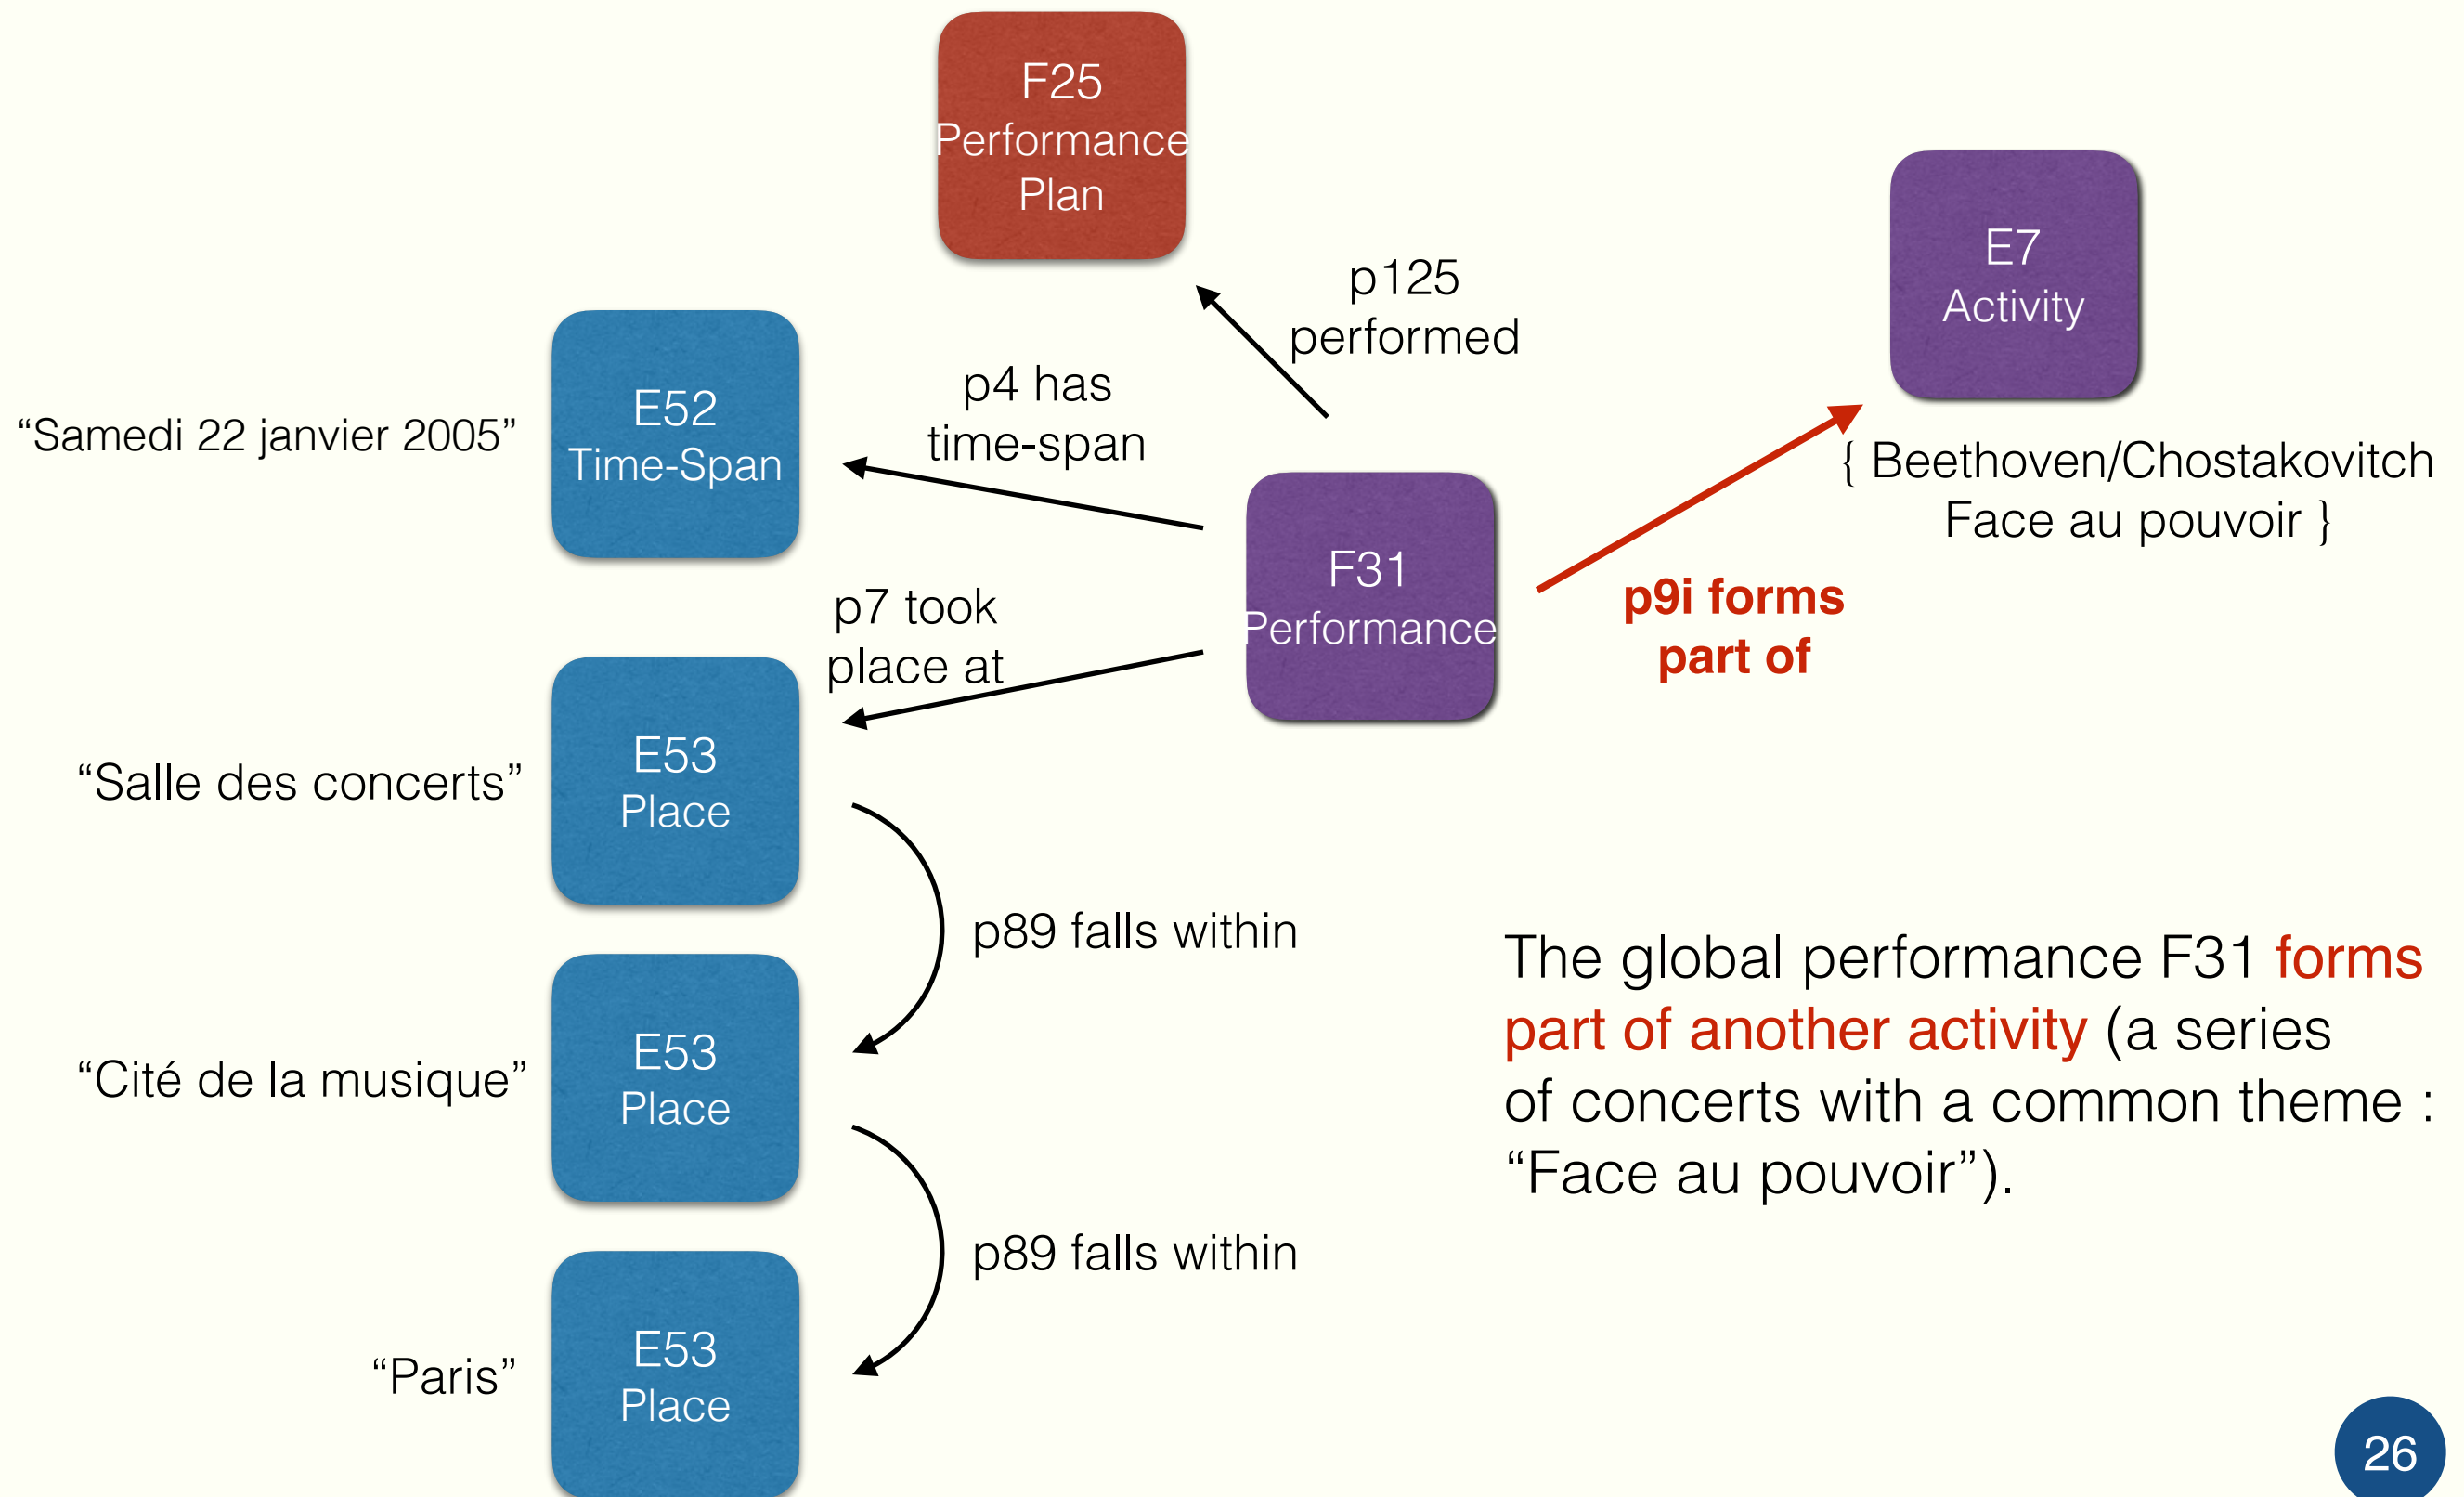 F25
Performance
Plan
E7
Activity
p125
performed
p4 has
time-span
“Samedi 22 janvier 2005”
E52
Time-Span
{ Beethoven/Chostakovitch
Face au pouvoir }
F31
Performance
p9i forms
part of
p7 took
place at
“Salle des concerts”
E53
Place
p89 falls within
The global performance F31 forms
part of another activity (a series
of concerts with a common theme :
“Face au pouvoir”).
“Cité de la musique”
E53
Place
p89 falls within
“Paris”
E53
Place
26